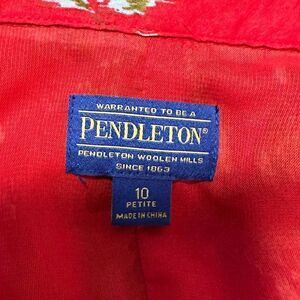 WARRANTED TO BE A
PENDLETON®
PENDLETON WOOLEN MILLS
SINCE 1863
10
PETITE
MADE IN CHINA